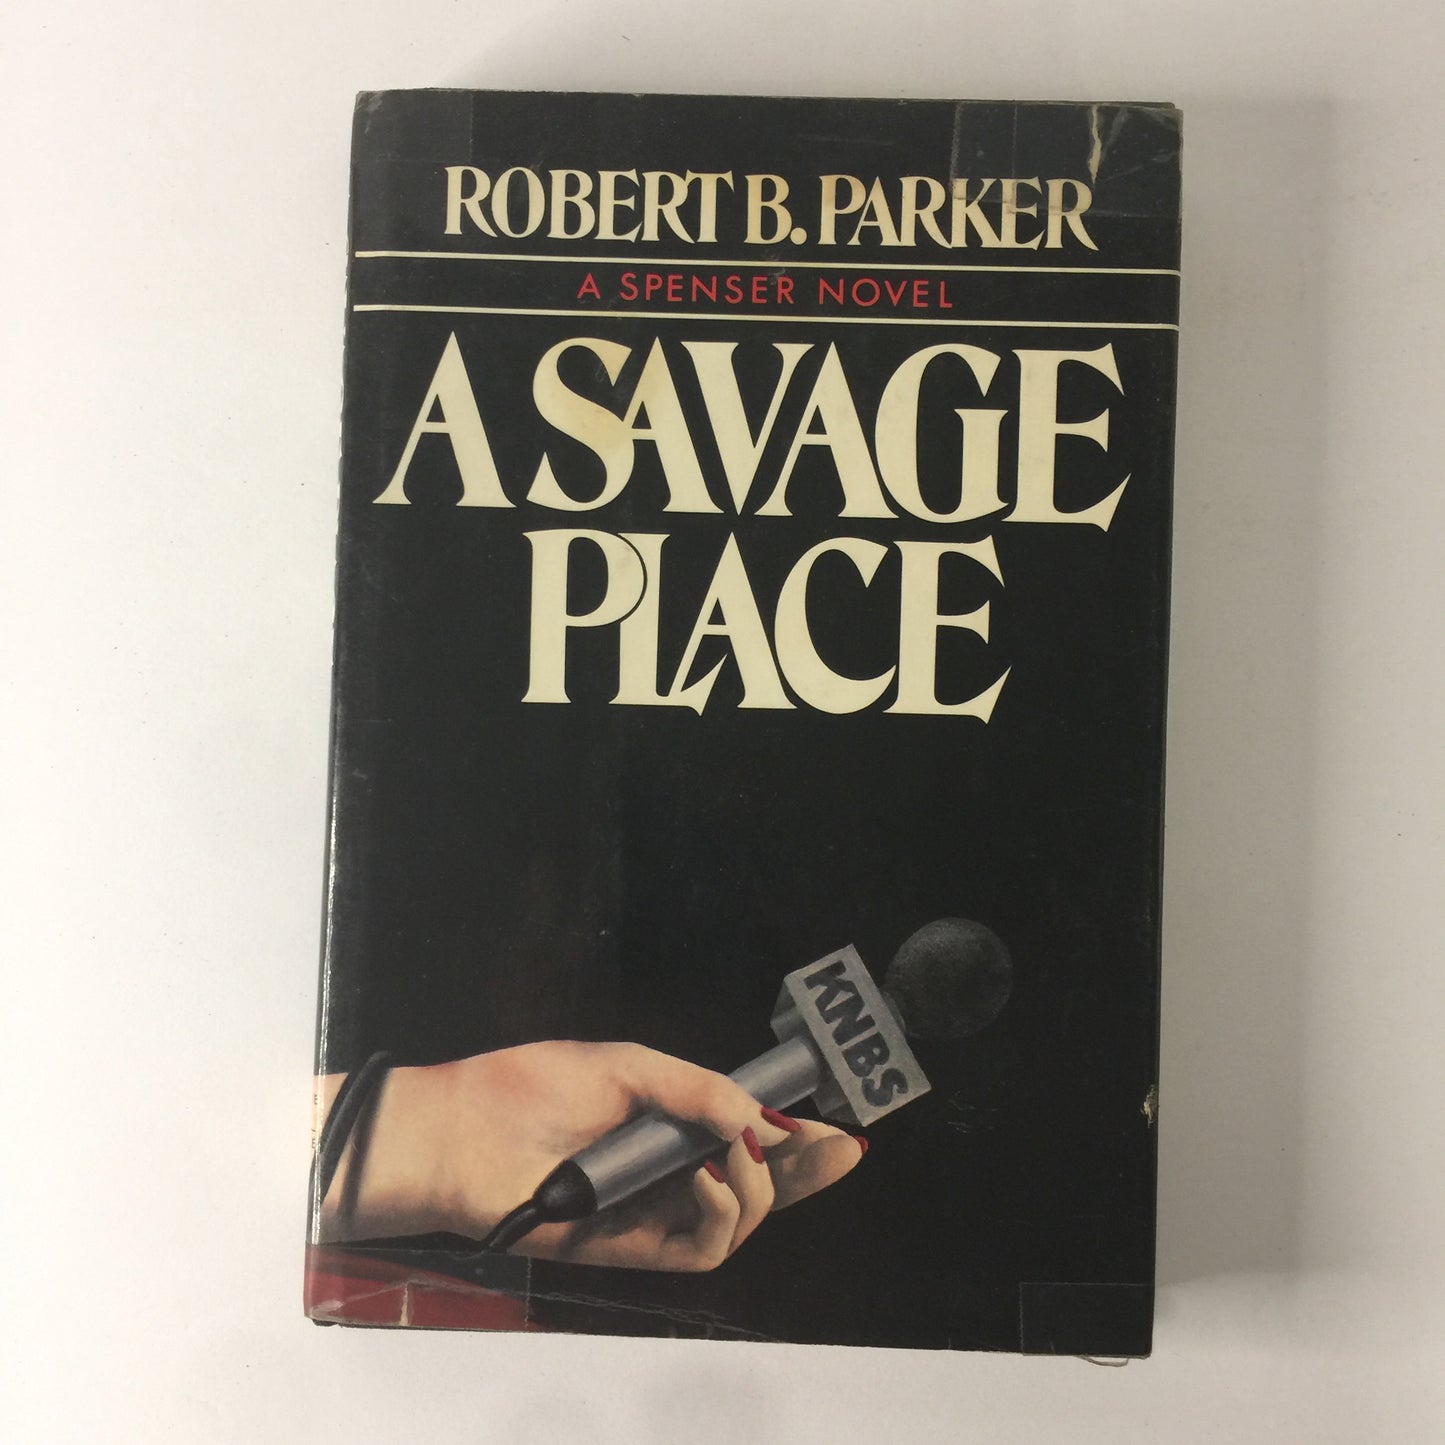 ROBERT B. PARKER
A SPENSER NOVEL
A SAVAGE
PLACE
KNBS